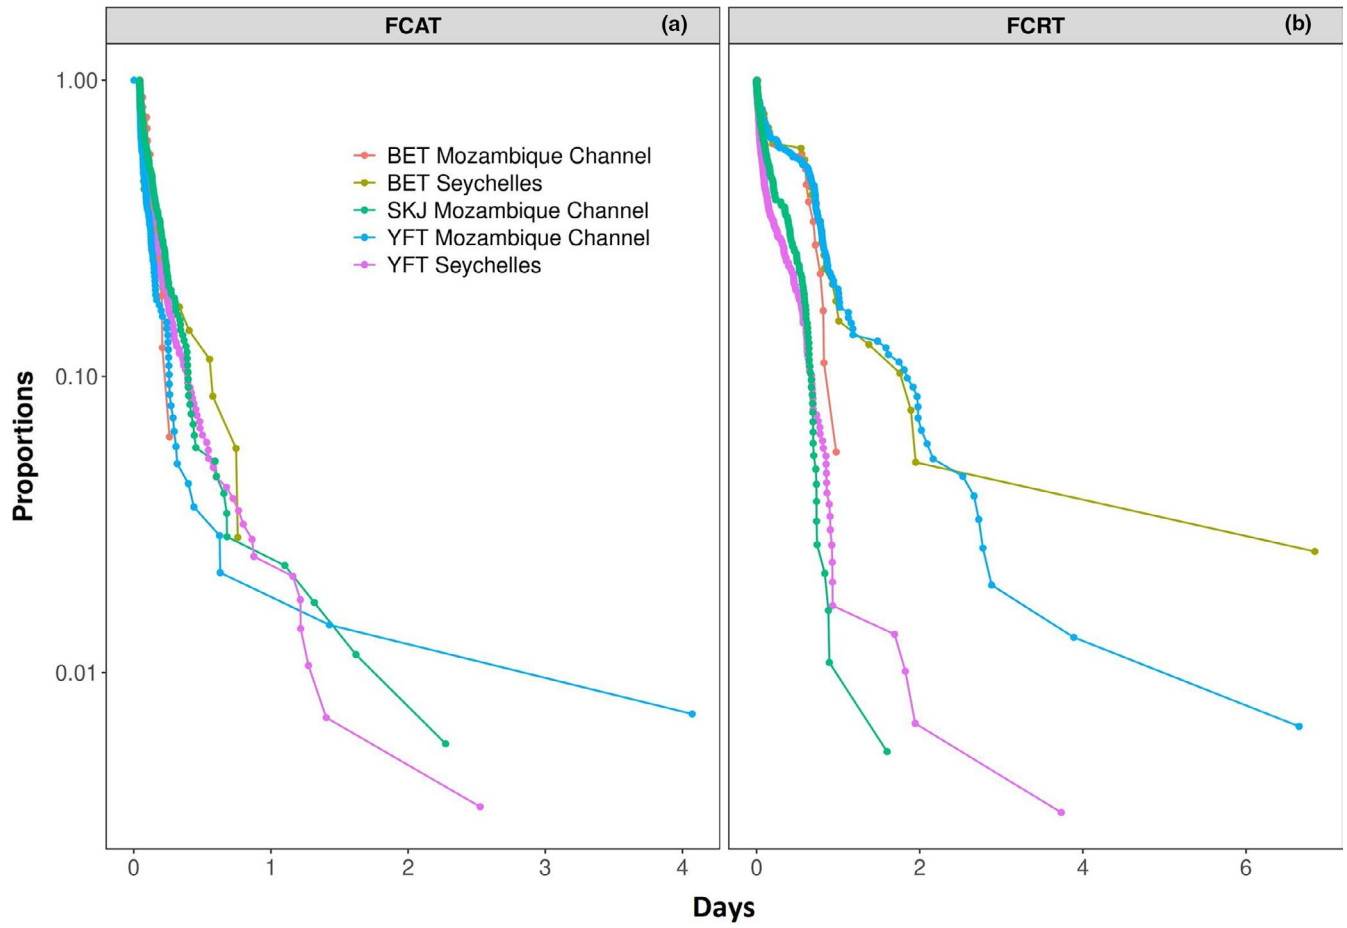 FCAT (a)
FCRT (b)
1.00
0.10
0.01
Proportions
BET Mozambique Channel
BET Seychelles
SKJ Mozambique Channel
YFT Mozambique Channel
YFT Seychelles
0 1 2 3 4
0 2 4 6
Days